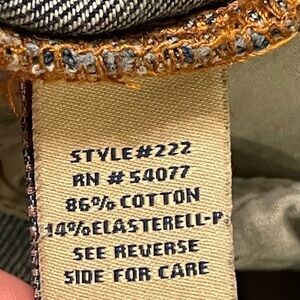 STYLE#222
RN #54077
86% COTTON
14%ELASTERELL-P
SEE REVERSE
SIDE FOR CARE